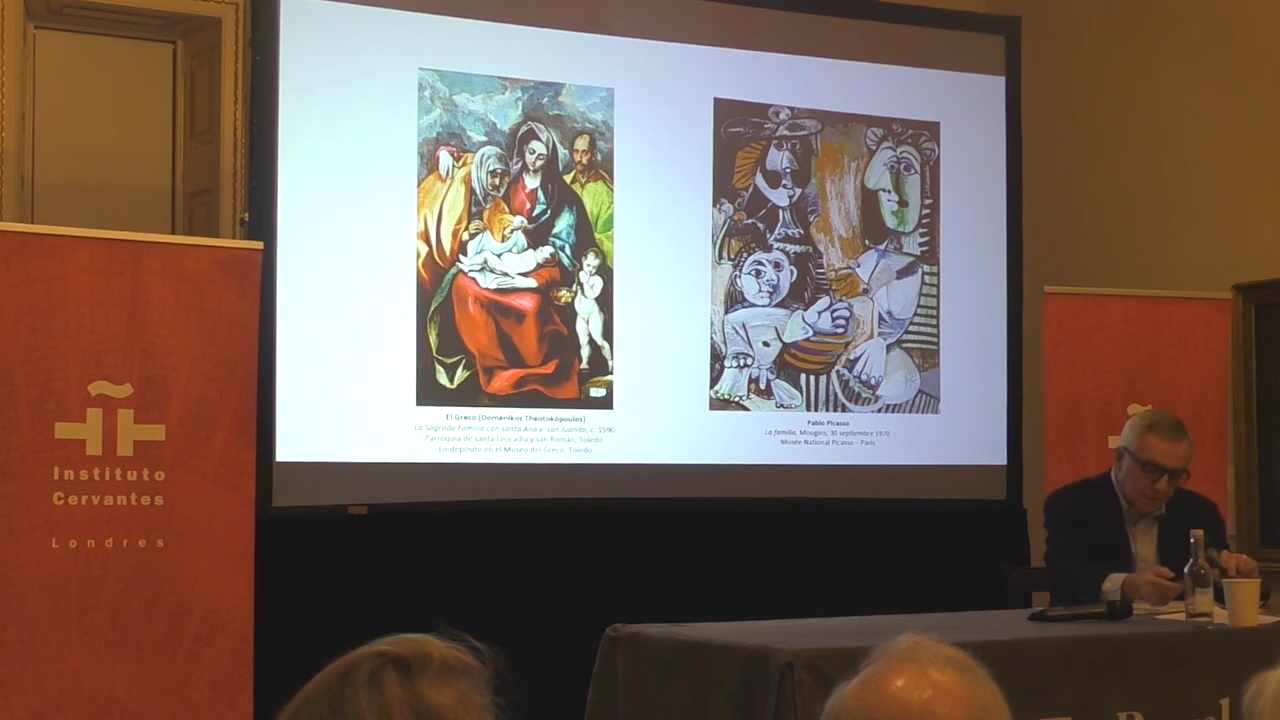 Instituto
Cervantes
Londres
El Greco (Doménikos Theotokópoulos)
La Sagrada Familia con santa Ana y san Juanito, c. 1590
Parroquia de santa Leocadia y san Román, Toledo
En depósito en el Museo del Greco, Toledo
Pablo Picasso
La familia, Mougins, 30 septiembre 1970
Musée National Picasso – Paris